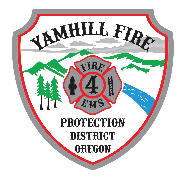 YAMHILL FIRE
FIRE
4
EMS
PROTECTION
DISTRICT
OREGON